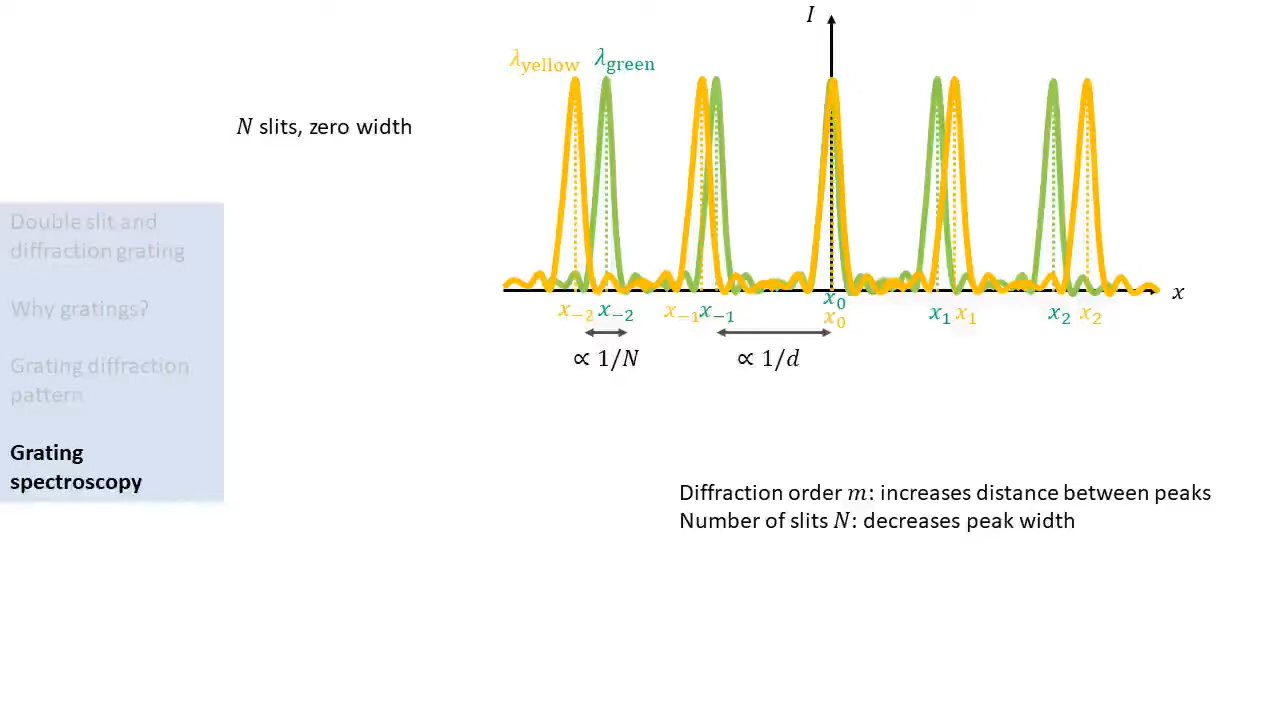 I
λyellow λgreen
N slits, zero width
Double slit and
diffraction grating
Why gratings?
Grating diffraction
pattern
Grating
spectroscopy
x₋₂ x₋₂ x₋₁ x₋₁ x₀ x₁ x₁ x₂ x₂ x
x₀
∝ 1/N ∝ 1/d
Diffraction order m: increases distance between peaks
Number of slits N: decreases peak width